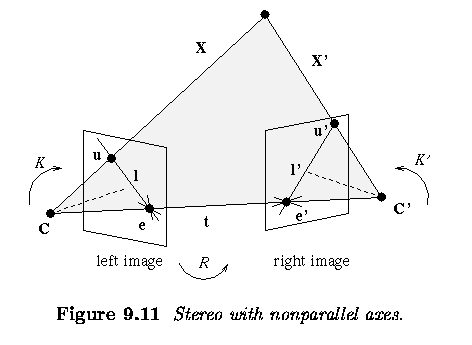 X
X'
u
u'
K
l
l'
K'
C
e
t
e'
C'
left image
R
right image
Figure 9.11 Stereo with nonparallel axes.